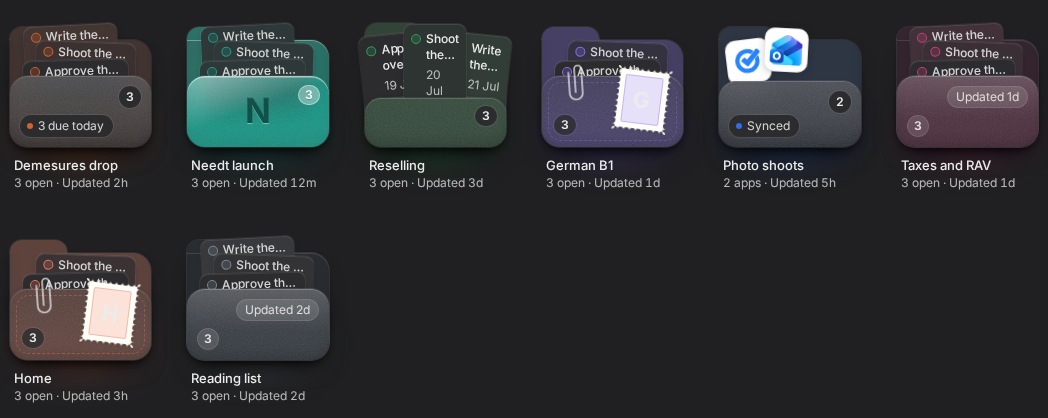 Write the...
Shoot the ...
Approve th...
3
3 due today
Demesures drop
3 open · Updated 2h
Write the...
Shoot the ...
Approve th...
3
N
Needt launch
3 open · Updated 12m
Shoot the...
20 Jul
Write the...
21 Jul
3
Reselling
3 open · Updated 3d
Shoot the ...
Approve th...
G
3
German B1
3 open · Updated 1d
2
Synced
Photo shoots
2 apps · Updated 5h
Write the...
Shoot the ...
Approve th...
Updated 1d
3
Taxes and RAV
3 open · Updated 1d
Shoot the ...
H
3
Home
3 open · Updated 3h
Write the...
Shoot the ...
Approve th...
Updated 2d
3
Reading list
3 open · Updated 2d